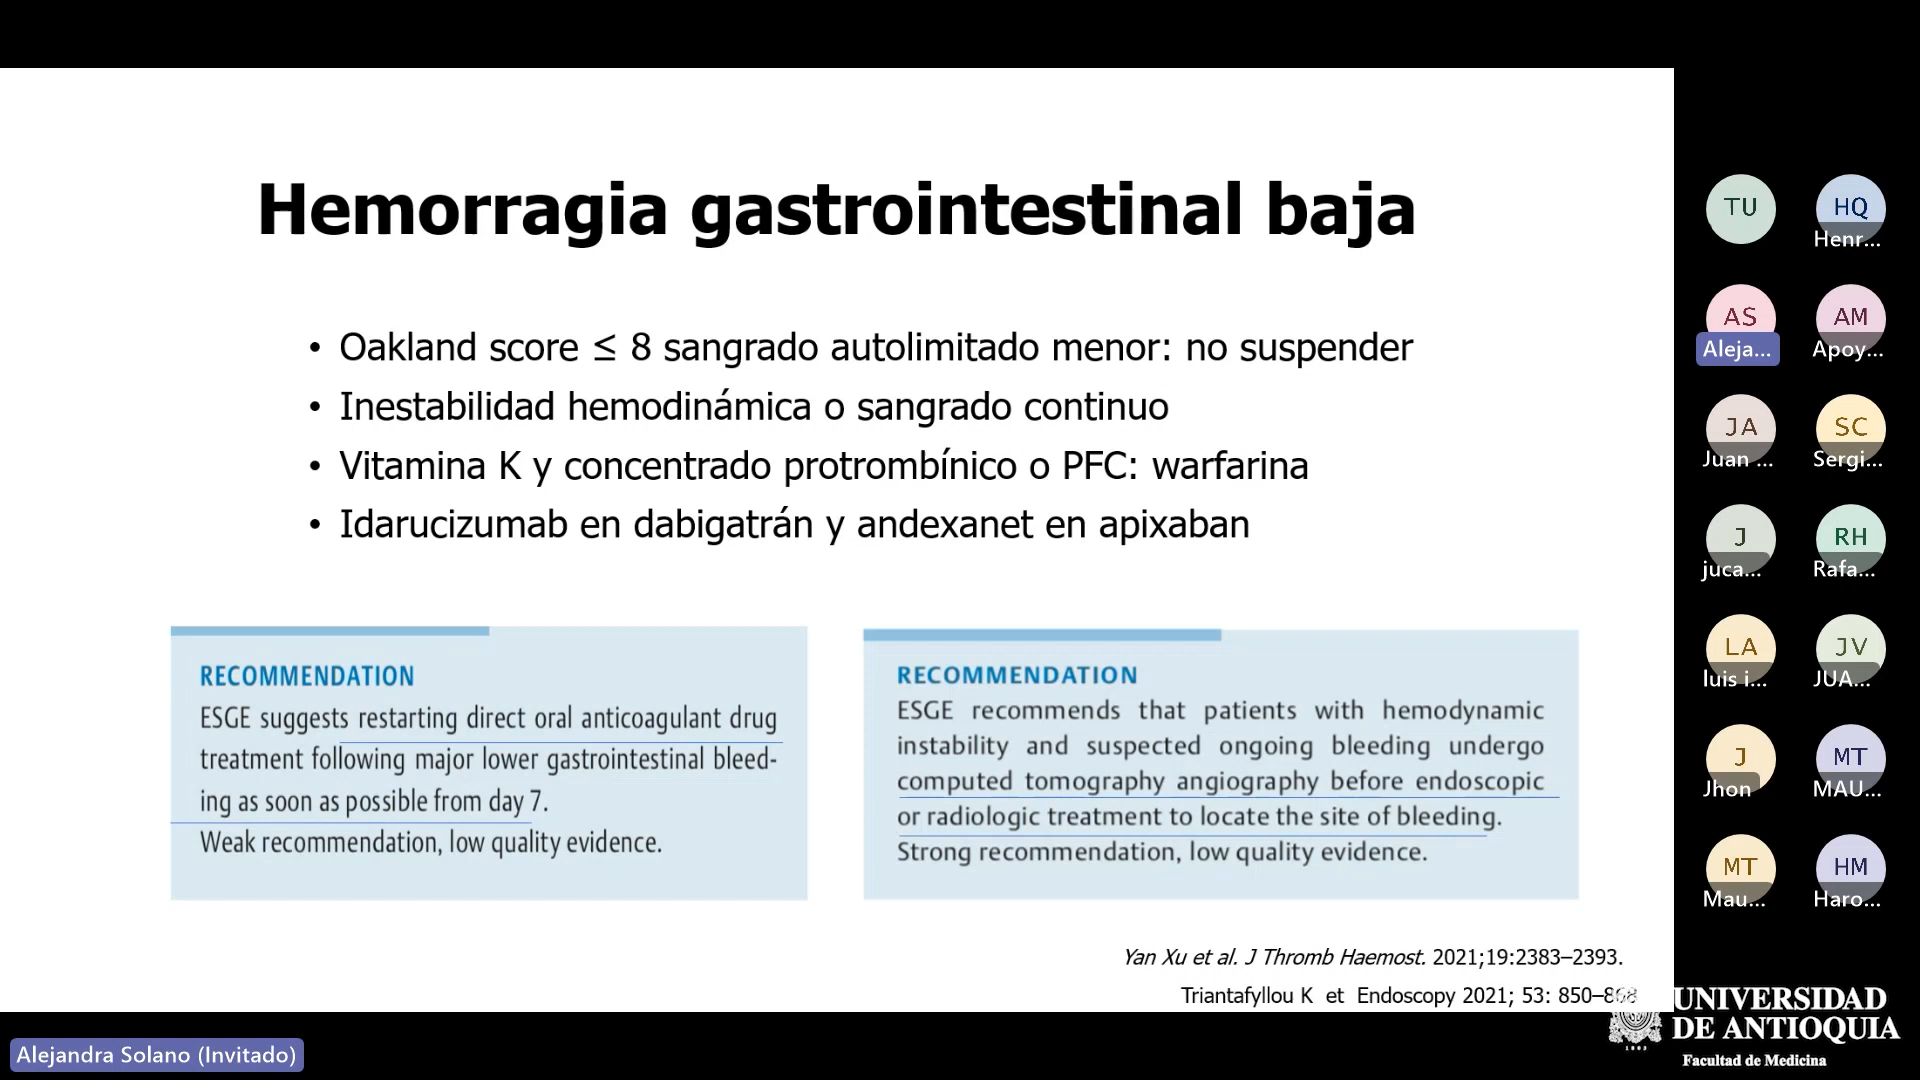 Hemorragia gastrointestinal baja
• Oakland score ≤ 8 sangrado autolimitado menor: no suspender
• Inestabilidad hemodinámica o sangrado continuo
• Vitamina K y concentrado protrombínico o PFC: warfarina
• Idarucizumab en dabigatrán y andexanet en apixaban
RECOMMENDATION
ESGE suggests restarting direct oral anticoagulant drug
treatment following major lower gastrointestinal bleed-
ing as soon as possible from day 7.
Weak recommendation, low quality evidence.
RECOMMENDATION
ESGE recommends that patients with hemodynamic
instability and suspected ongoing bleeding undergo
computed tomography angiography before endoscopic
or radiologic treatment to locate the site of bleeding.
Strong recommendation, low quality evidence.
Yan Xu et al. J Thromb Haemost. 2021;19:2383–2393.
Triantafyllou K et Endoscopy 2021; 53: 850–868
TU
HQ
Henr...
AS
Aleja...
AM
Apoy...
JA
Juan ...
SC
Sergi...
J
juca...
RH
Rafa...
LA
luis i...
JV
JUA...
J
Jhon
MT
MAU...
MT
Mau...
HM
Haro...
UNIVERSIDAD
DE ANTIOQUIA
1803
Facultad de Medicina
Alejandra Solano (Invitado)